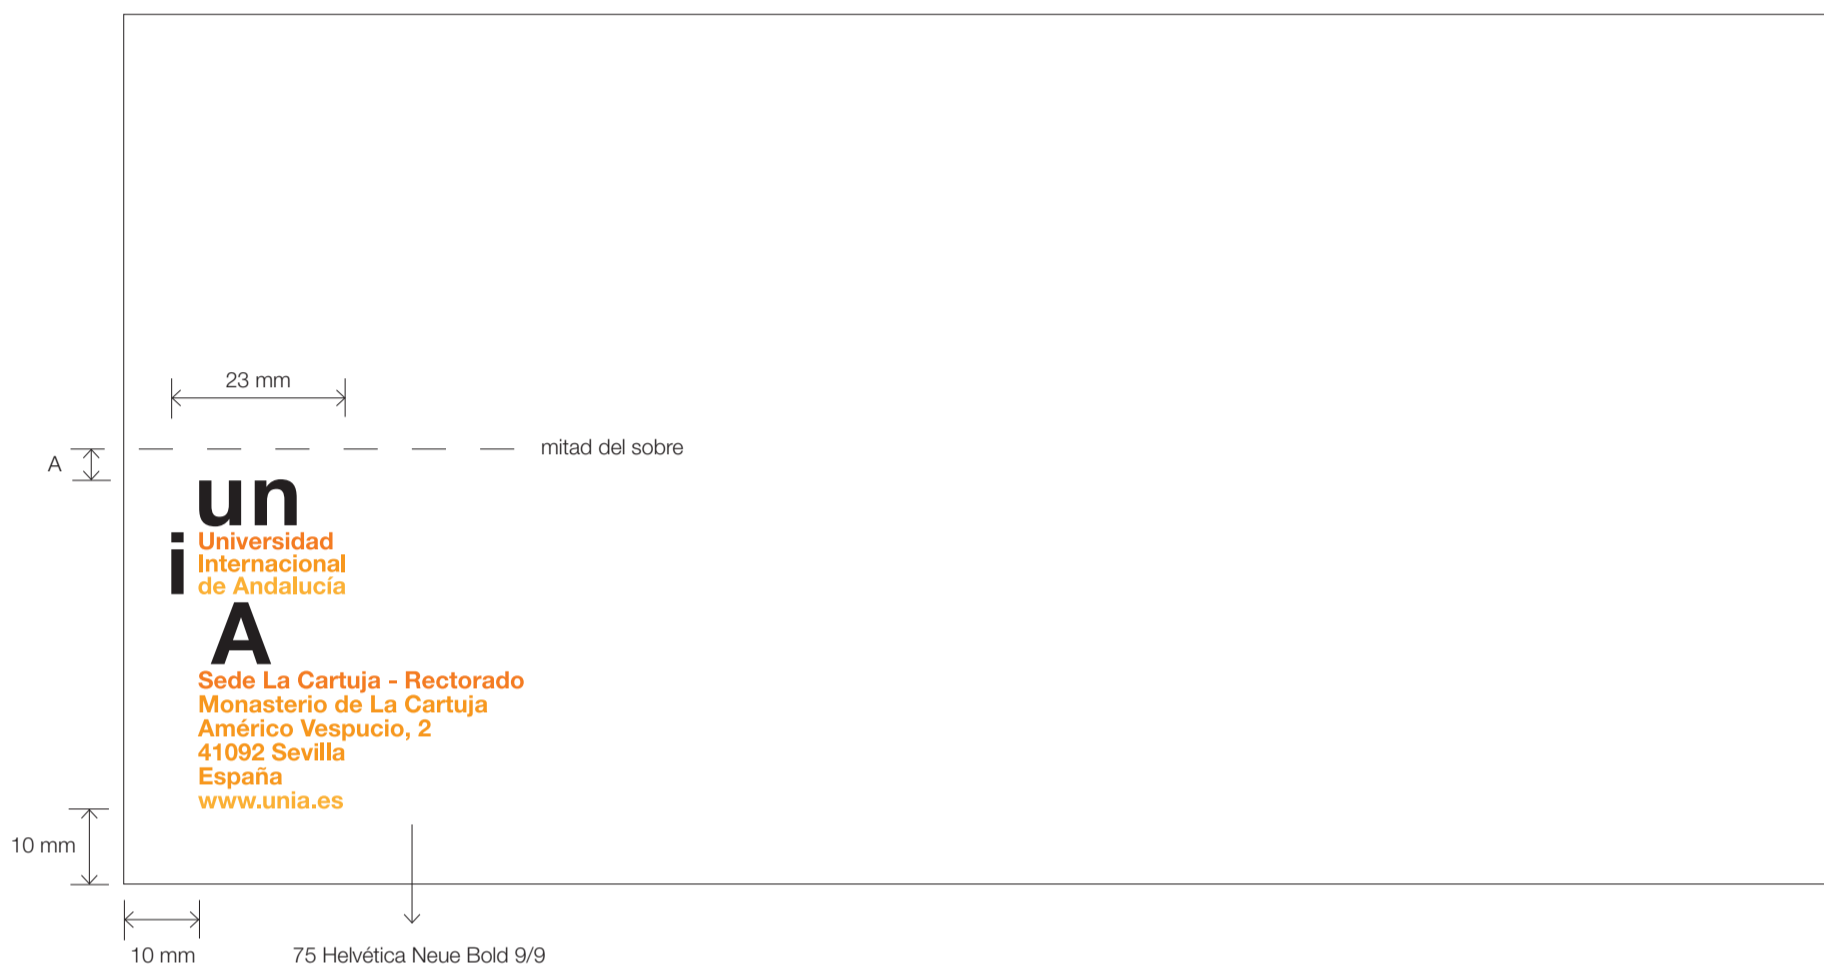 23 mm
mitad del sobre
A
un
i
Universidad
Internacional
de Andalucía
A
Sede La Cartuja - Rectorado
Monasterio de La Cartuja
Américo Vespucio, 2
41092 Sevilla
España
www.unia.es
10 mm
10 mm
75 Helvética Neue Bold 9/9